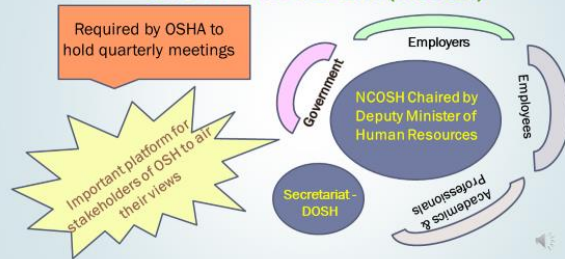 Required by OSHA to
hold quarterly meetings
Important platform for
stakeholders of OSH to air
their views
Government
Employers
Employees
Academics &
Professionals
NCOSH Chaired by
Deputy Minister of
Human Resources
Secretariat -
DOSH